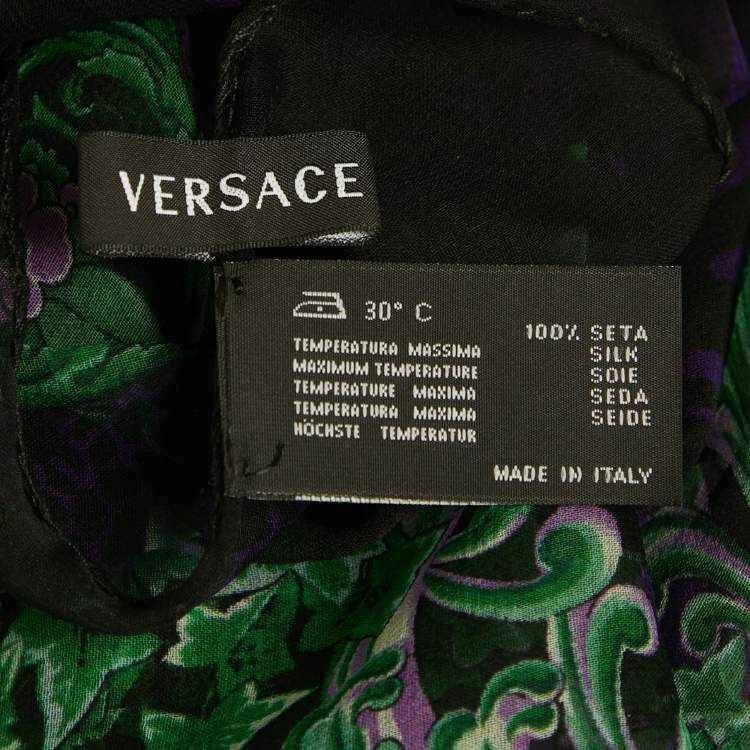 VERSACE
30° C
TEMPERATURA MASSIMA
MAXIMUM TEMPERATURE
TEMPERATURE MAXIMA
TEMPERATURA MAXIMA
HÖCHSTE TEMPERATUR
100% SETA
SILK
SOIE
SEDA
SEIDE
MADE IN ITALY